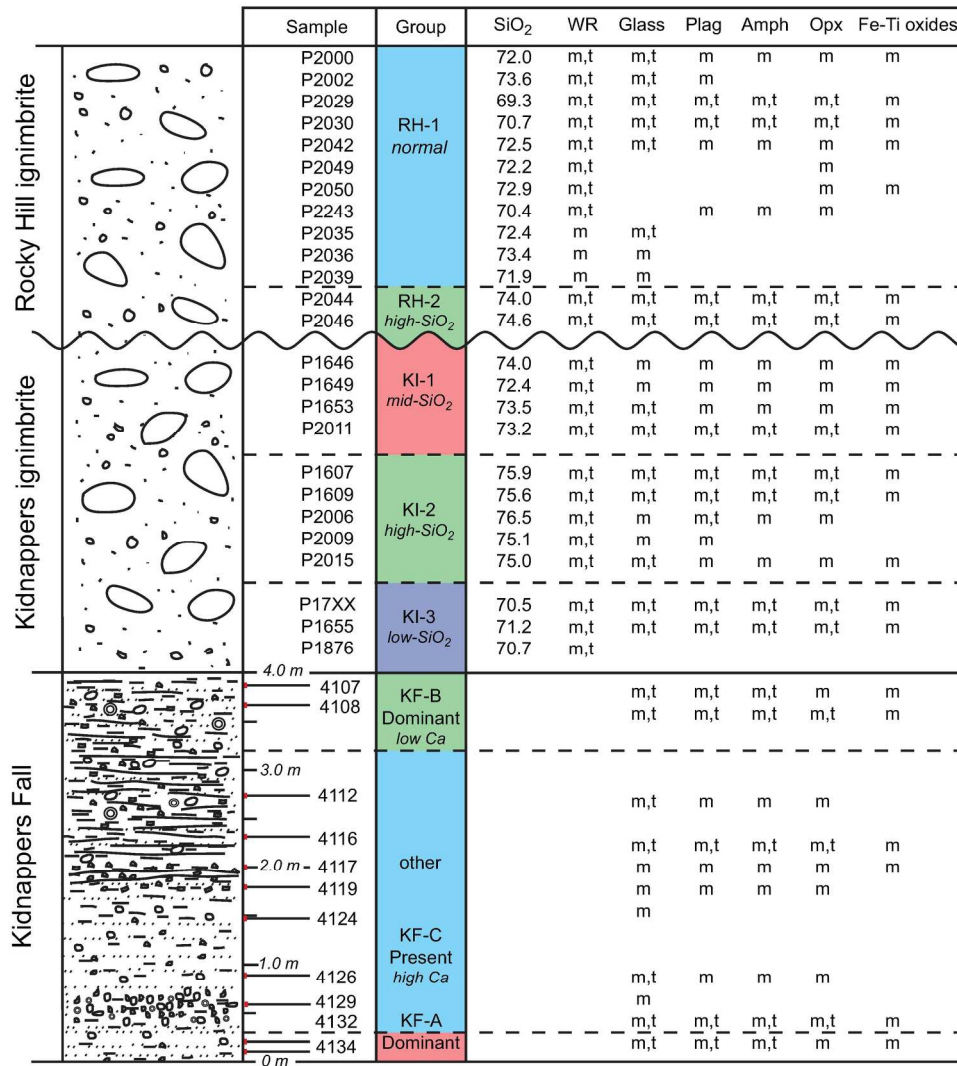 Sample Group SiO2 WR Glass Plag Amph Opx Fe-Ti oxides
Rocky Hill ignimbrite
RH-1
normal
P2000 72.0 m,t m,t m m m m
P2002 73.6 m,t m,t m
P2029 69.3 m,t m,t m,t m,t m,t m
P2030 70.7 m,t m,t m,t m,t m,t m
P2042 72.5 m,t m,t m m m m
P2049 72.2 m,t m
P2050 72.9 m,t m m
P2243 70.4 m,t m m m
P2035 72.4 m m,t
P2036 73.4 m m
P2039 71.9 m m
RH-2
high-SiO2
P2044 74.0 m,t m,t m,t m,t m,t m
P2046 74.6 m,t m,t m,t m,t m,t m
Kidnappers ignimbrite
KI-1
mid-SiO2
P1646 74.0 m,t m m m m m
P1649 72.4 m,t m m m m m
P1653 73.5 m,t m,t m m m m
P2011 73.2 m,t m,t m,t m,t m,t m
KI-2
high-SiO2
P1607 75.9 m,t m,t m,t m,t m,t m
P1609 75.6 m,t m,t m,t m,t m,t m
P2006 76.5 m,t m m,t m m
P2009 75.1 m,t m m
P2015 75.0 m,t m,t m m m m
KI-3
low-SiO2
P17XX 70.5 m,t m,t m,t m,t m,t m
P1655 71.2 m,t m,t m,t m,t m,t m
P1876 70.7 m,t
Kidnappers Fall
4.0 m
KF-B
Dominant
low Ca
4107 m,t m,t m,t m m
4108 m,t m,t m,t m,t m
3.0 m
4112 m,t m m m
4116 m,t m,t m,t m,t m
other
2.0 m 4117 m m m m m
4119 m m m m
4124 m
KF-C
Present
high Ca
1.0 m
4126 m,t m m m
4129 m
4132 KF-A m,t m,t m,t m,t m
4134 Dominant m,t m,t m,t m m
0 m